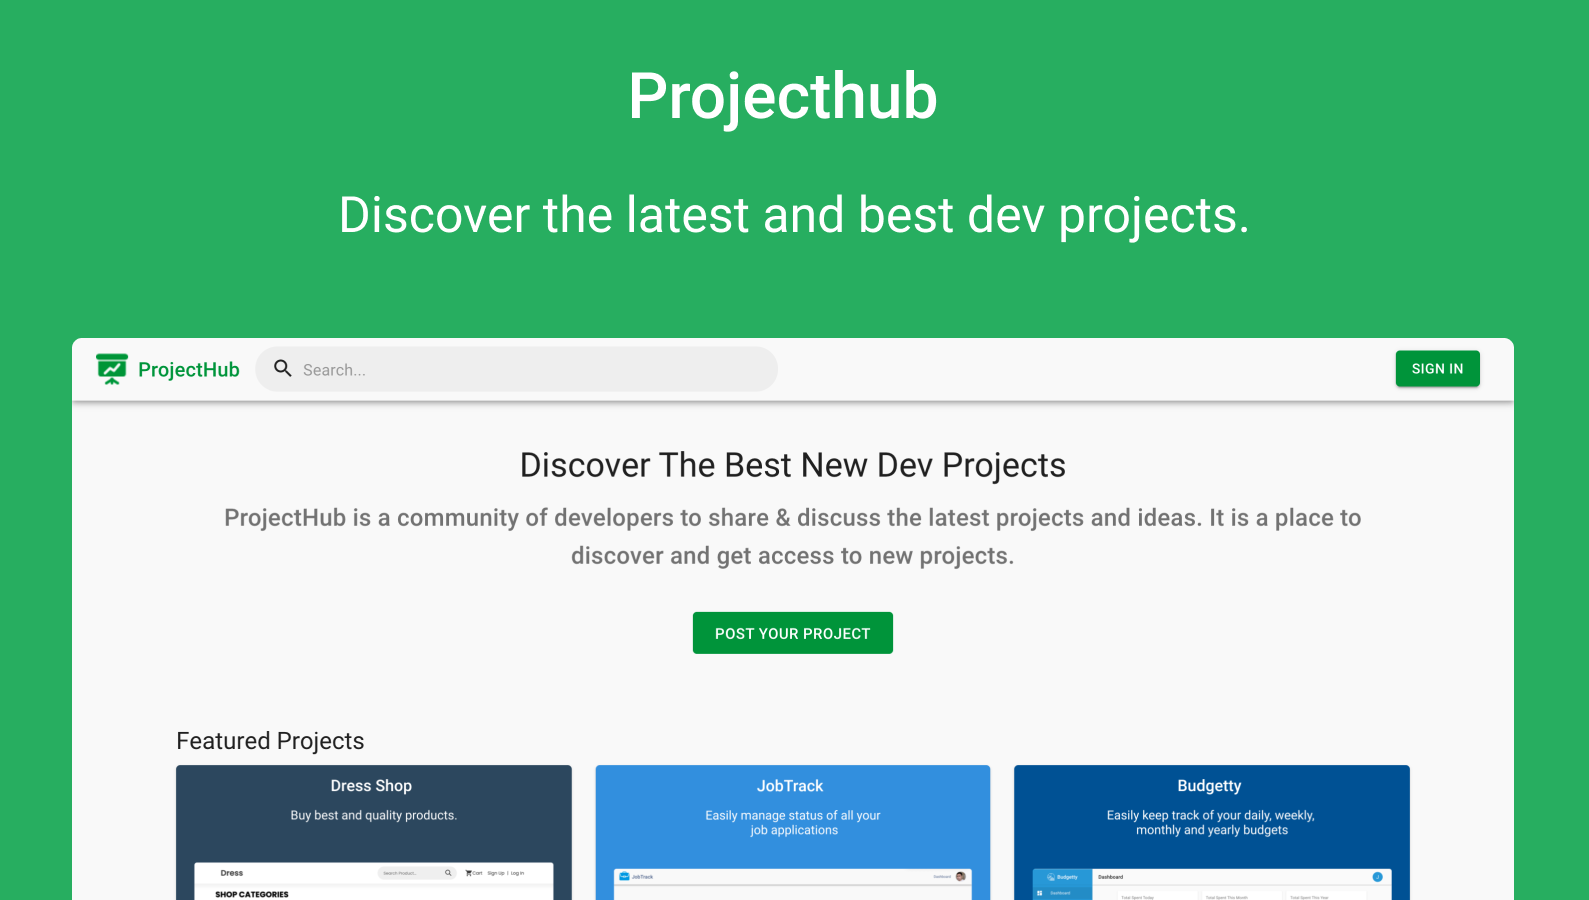 Projecthub
Discover the latest and best dev projects.
ProjectHub
Search...
SIGN IN
Discover The Best New Dev Projects
ProjectHub is a community of developers to share & discuss the latest projects and ideas. It is a place to
discover and get access to new projects.
POST YOUR PROJECT
Featured Projects
Dress Shop
Buy best and quality products.
Dress
Search Product..
Cart Sign Up | Log In
SHOP CATEGORIES
JobTrack
Easily manage status of all your
job applications
JobTrack
Dashboard
Budgetty
Easily keep track of your daily, weekly,
monthly and yearly budgets
Budgetty
Dashboard
J
Dashboard
Total Spent Today
Total Spent This Month
Total Spent This Year